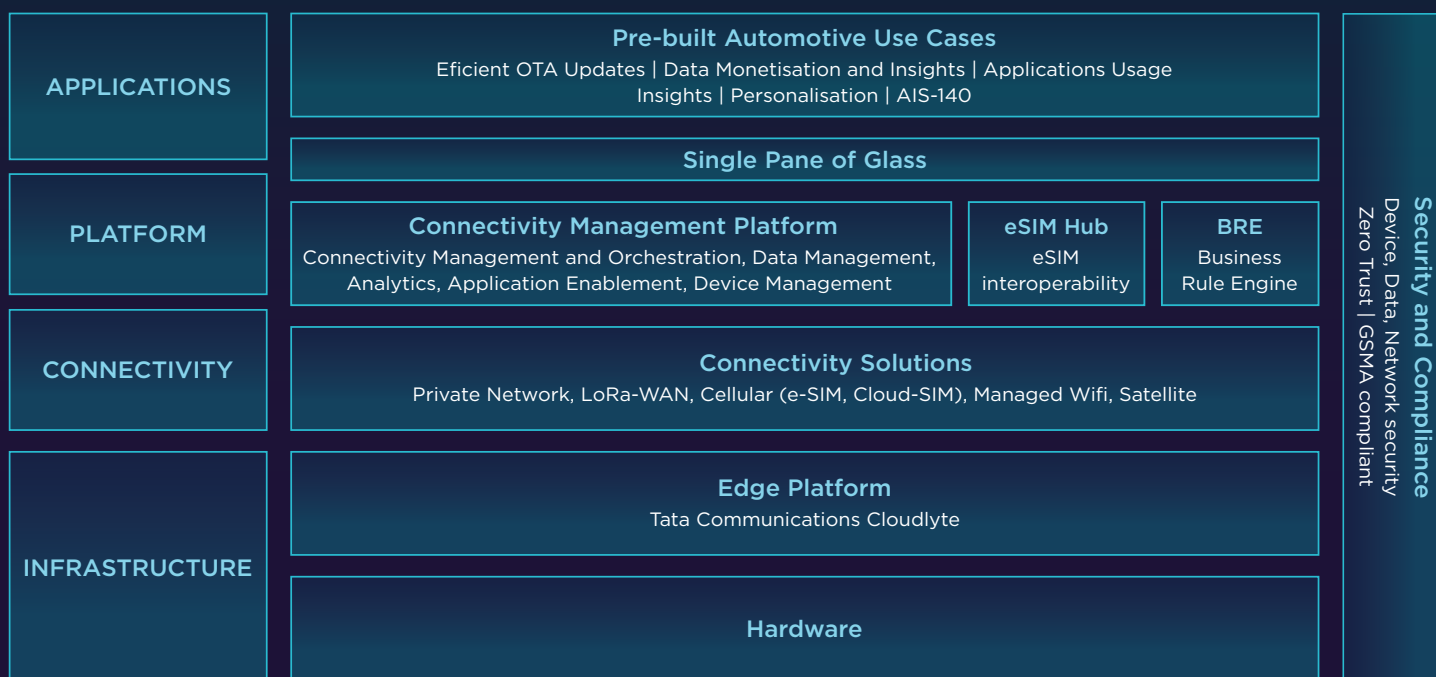 APPLICATIONS
Pre-built Automotive Use Cases
Eficient OTA Updates | Data Monetisation and Insights | Applications Usage
Insights | Personalisation | AIS-140
Single Pane of Glass
PLATFORM
Connectivity Management Platform
Connectivity Management and Orchestration, Data Management,
Analytics, Application Enablement, Device Management
eSIM Hub
eSIM
interoperability
BRE
Business
Rule Engine
CONNECTIVITY
Connectivity Solutions
Private Network, LoRa-WAN, Cellular (e-SIM, Cloud-SIM), Managed Wifi, Satellite
INFRASTRUCTURE
Edge Platform
Tata Communications Cloudlyte
Hardware
Security and Compliance
Device, Data, Network security
Zero Trust | GSMA compliant